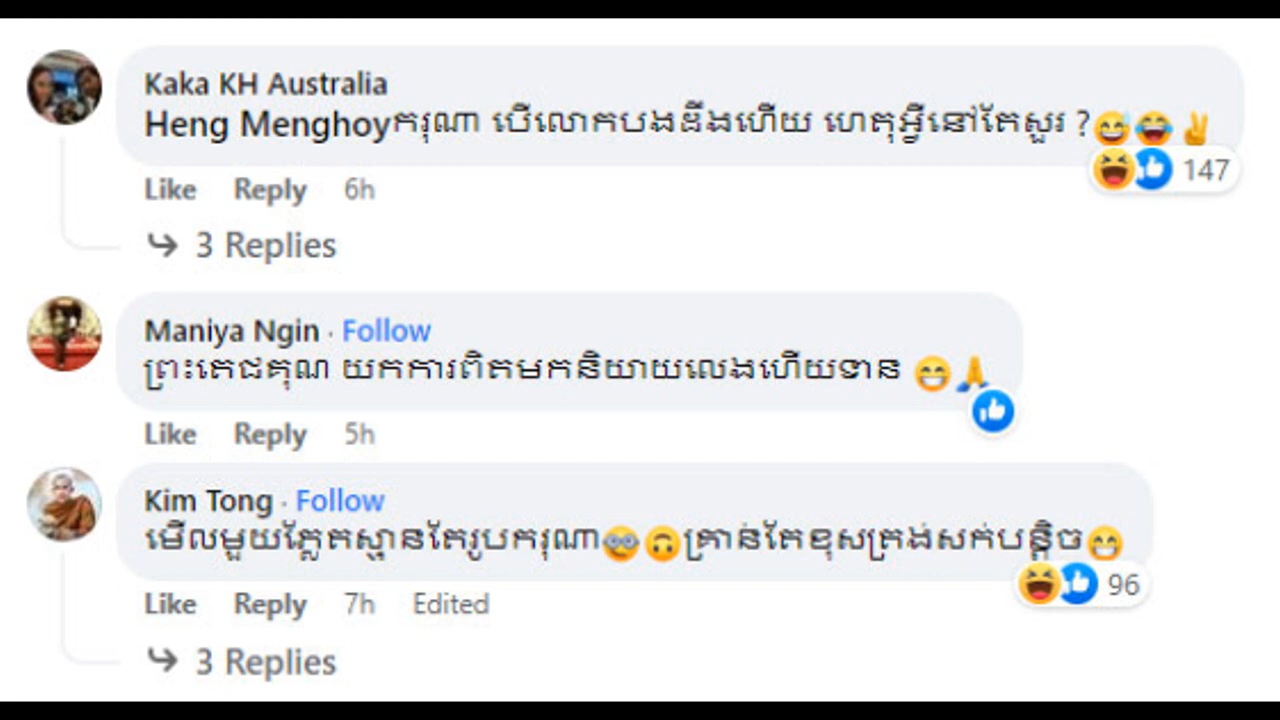 Kaka KH Australia
Heng Menghoyករុណា បើលោកបងដឹងហើយ ហេតុអ្វីនៅតែសួរ ?😅😂✌️
147
Like Reply 6h
3 Replies
Maniya Ngin · Follow
ព្រះតេជគុណ យកការពិតមកនិយាយលេងហើយទាន 😁🙏
Like Reply 5h
Kim Tong · Follow
មើលមួយភ្លែតស្មានតែរូបករុណា🥸🙃គ្រាន់តែខុសត្រង់សក់បន្តិច😁
96
Like Reply 7h Edited
3 Replies